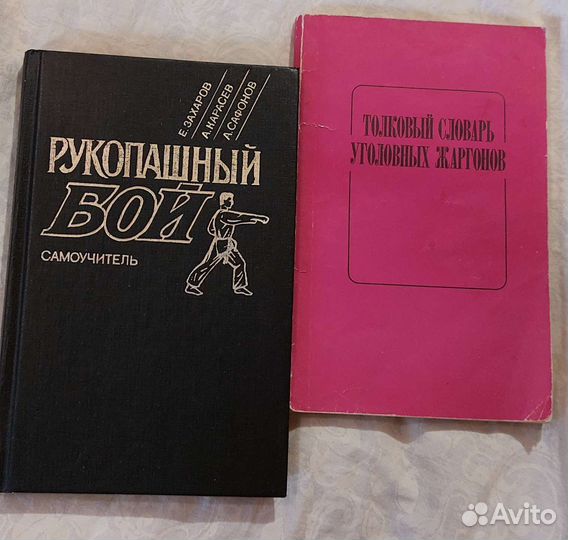 Е. ЗАХАРОВ
А. КАРАСЕВ
А. САФОНОВ
РУКОПАШНЫЙ
БОЙ
САМОУЧИТЕЛЬ
ТОЛКОВЫЙ СЛОВАРЬ
УГОЛОВНЫХ ЖАРГОНОВ
Avito